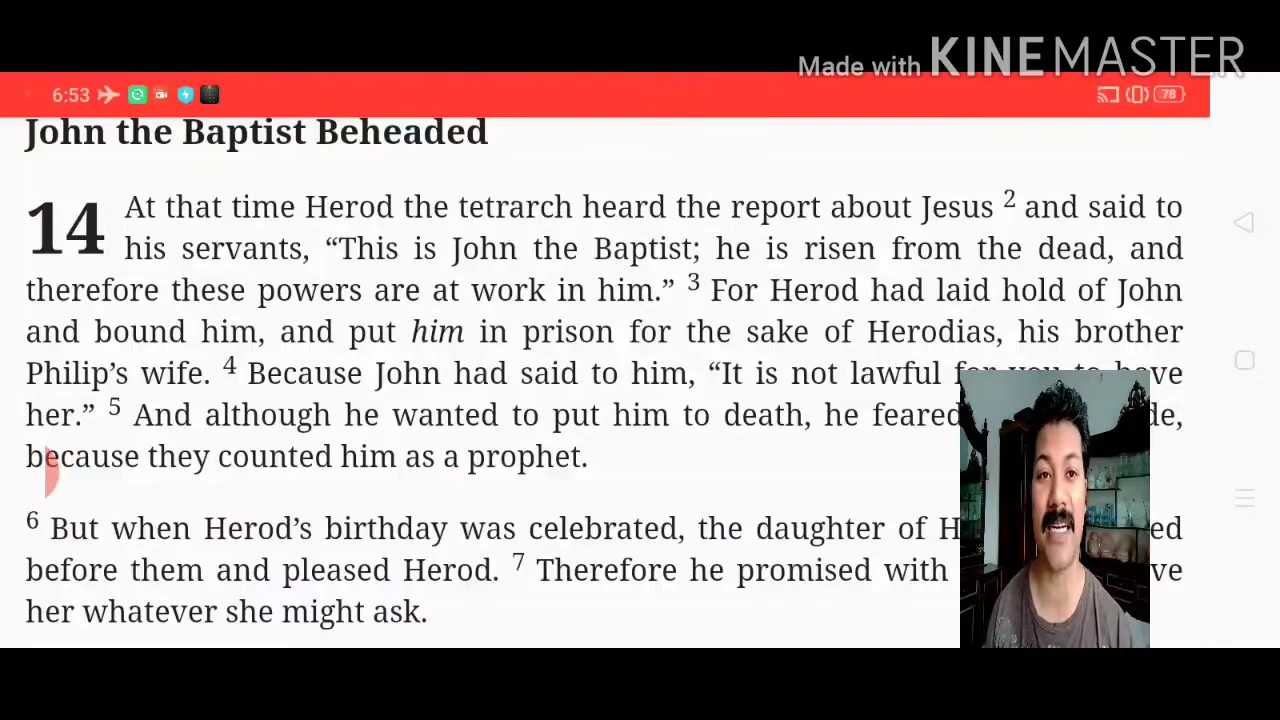 Made with KINEMASTER
6:53 78
John the Baptist Beheaded
14 At that time Herod the tetrarch heard the report about Jesus 2 and said to
his servants, “This is John the Baptist; he is risen from the dead, and
therefore these powers are at work in him.” 3 For Herod had laid hold of John
and bound him, and put him in prison for the sake of Herodias, his brother
Philip’s wife. 4 Because John had said to him, “It is not lawful for you to have
her.” 5 And although he wanted to put him to death, he feared
because they counted him as a prophet.
6 But when Herod’s birthday was celebrated, the daughter of
before them and pleased Herod. 7 Therefore he promised with
her whatever she might ask.